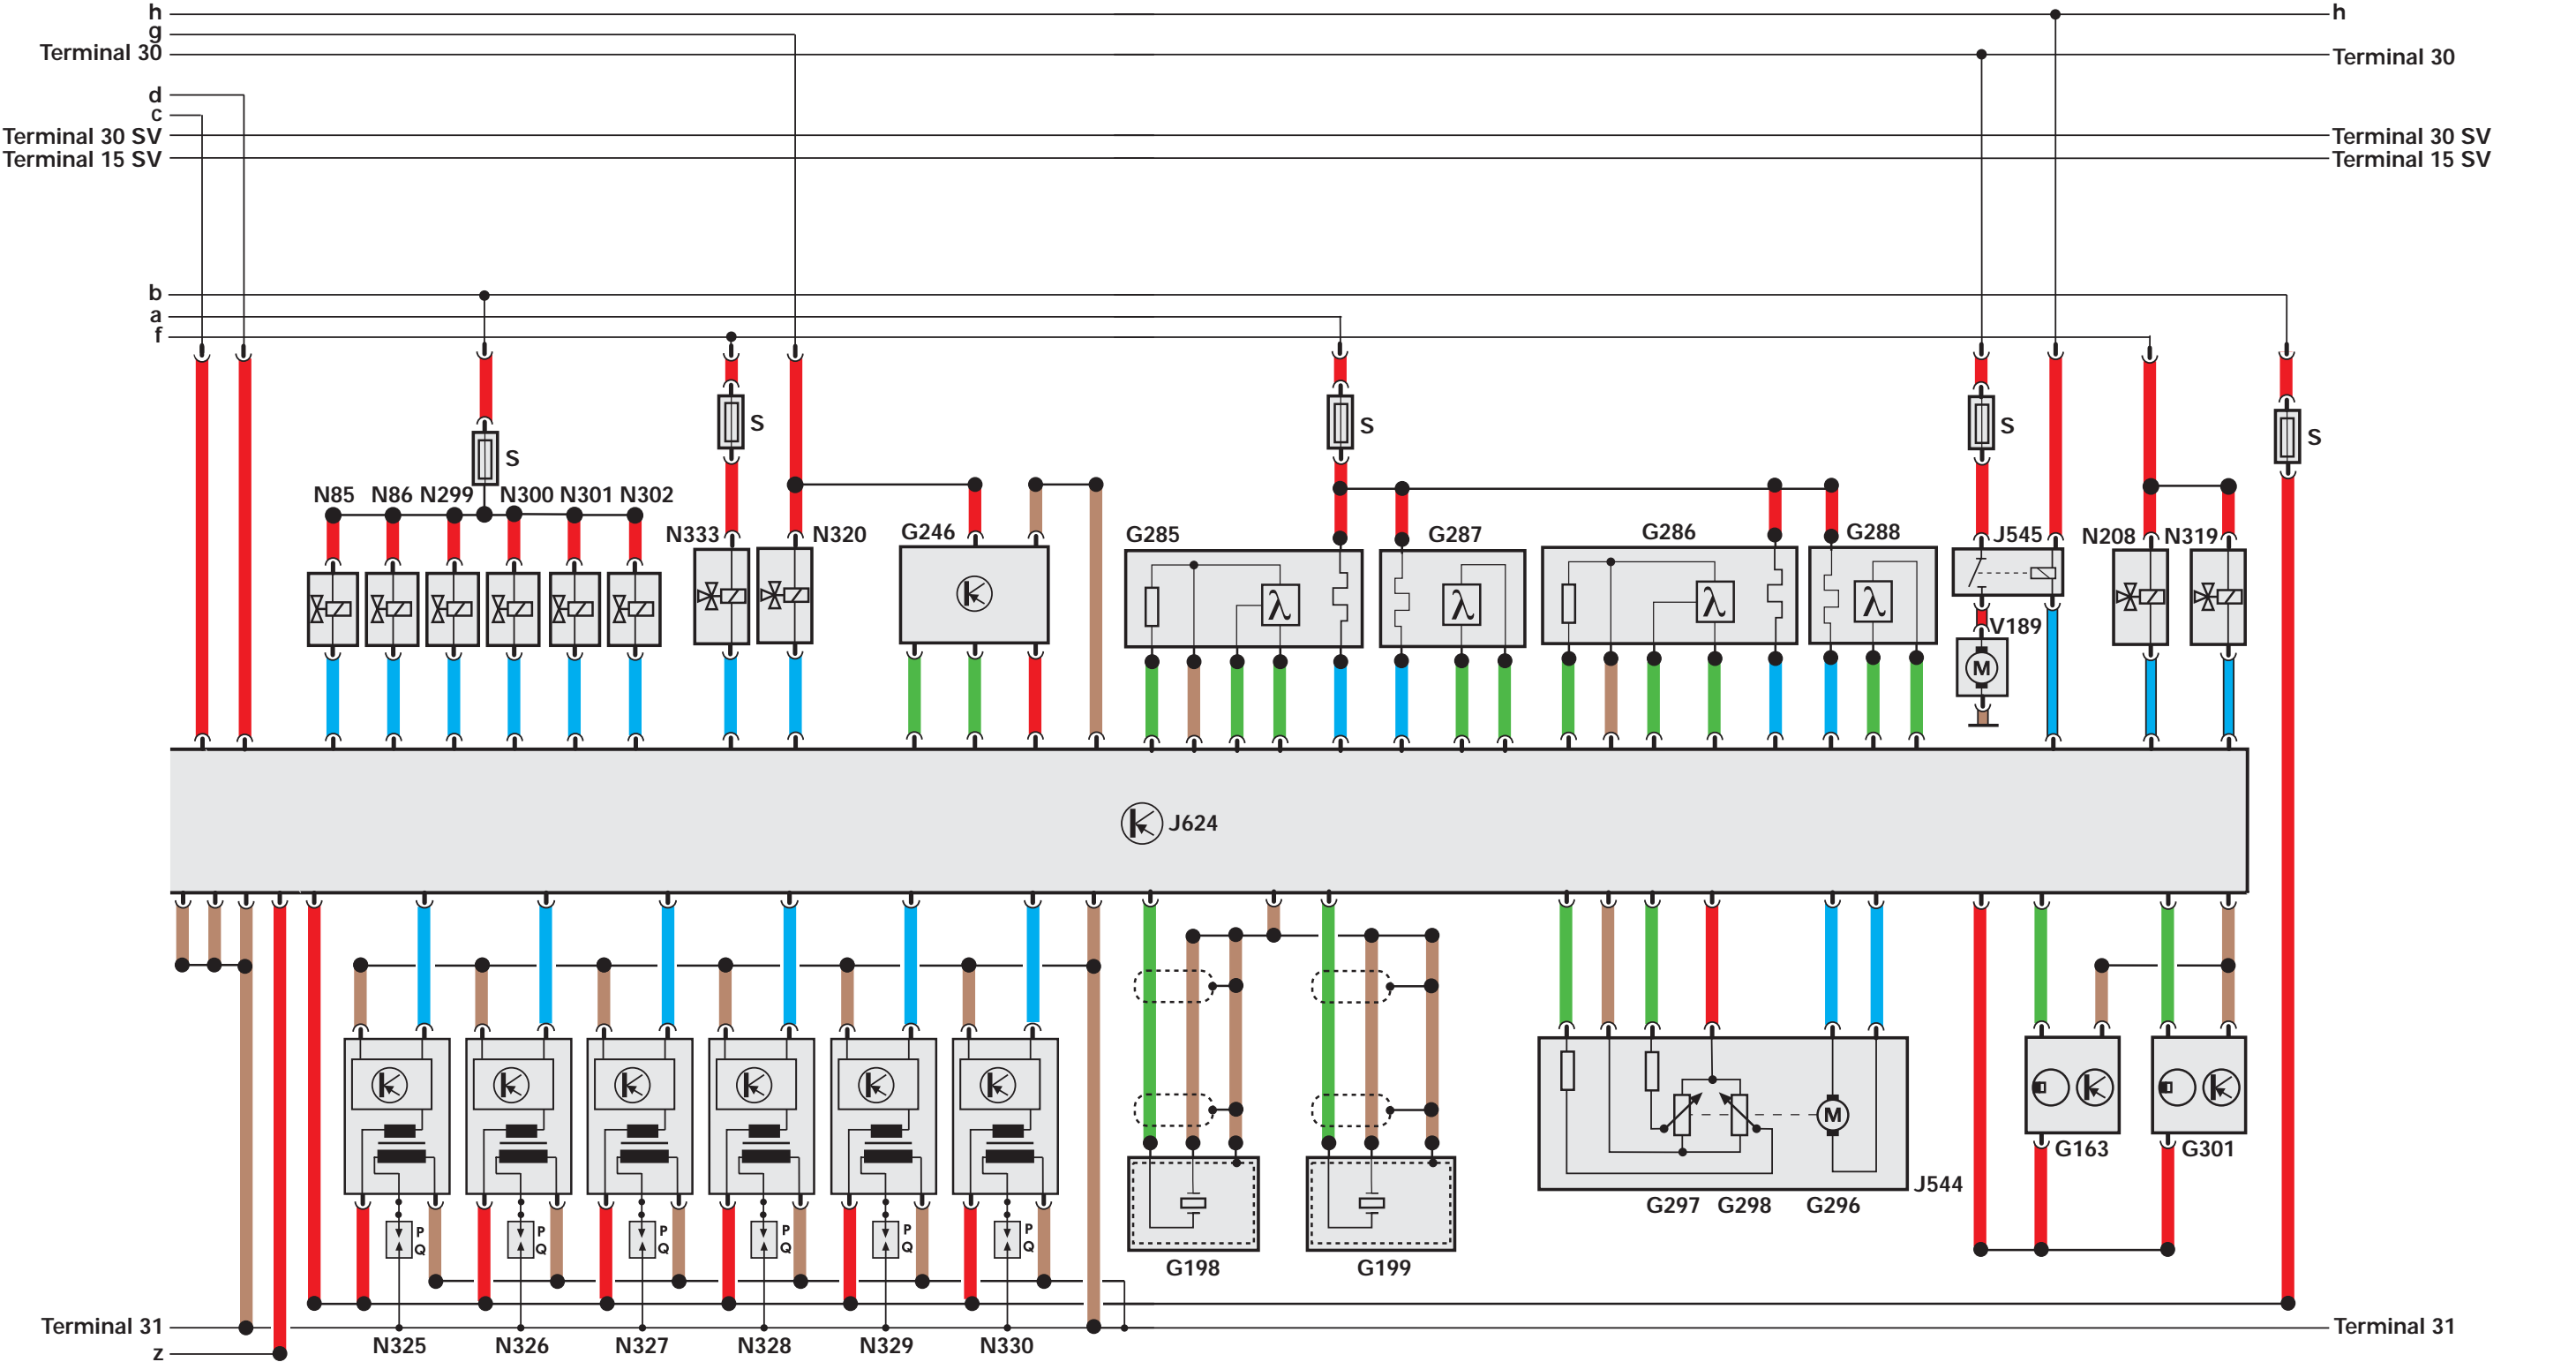 h h
g
Terminal 30 Terminal 30
d
c
Terminal 30 SV Terminal 30 SV
Terminal 15 SV Terminal 15 SV
b
a
f
S S S S S
N85 N86 N299 N300 N301 N302
N333 N320 G246 G285 G287 G286 G288 J545 N208 N319
λ λ λ λ
V189
M
J624
M
G163 G301
J544
G297 G298 G296
P P P P P P
Q Q Q Q Q Q
G198 G199
Terminal 31 Terminal 31
N325 N326 N327 N328 N329 N330
z